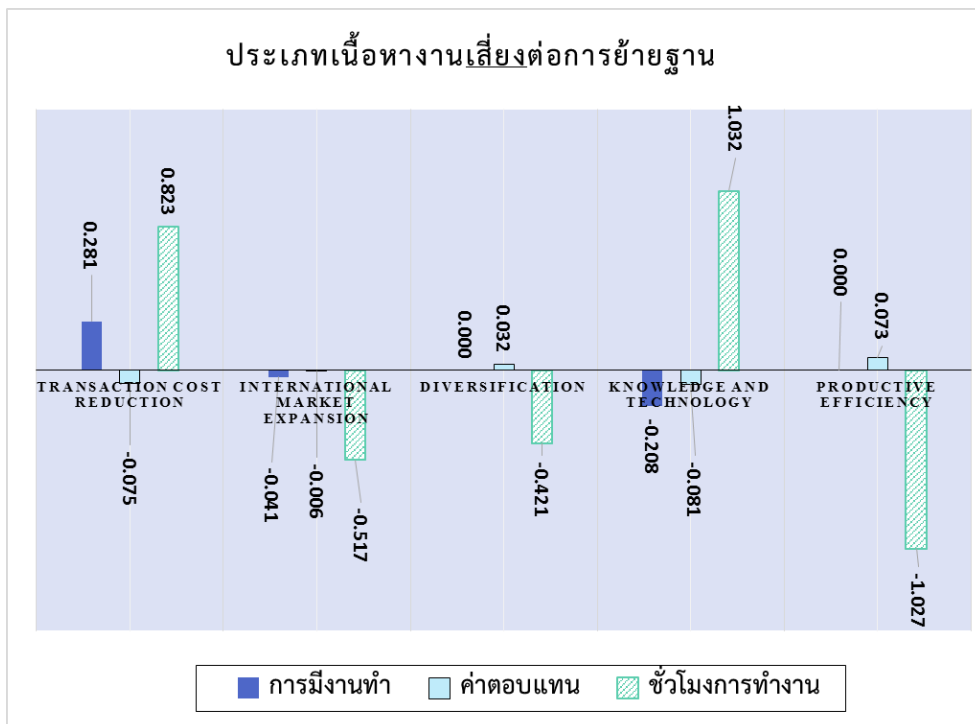 ประเภทเนื้อหางานเสี่ยงต่อการย้ายฐาน
0.281
-0.075
0.823
-0.041
-0.006
-0.517
0.000
0.032
-0.421
-0.208
-0.081
1.032
0.000
0.073
-1.027
TRANSACTION COST
REDUCTION
INTERNATIONAL
MARKET
EXPANSION
DIVERSIFICATION
KNOWLEDGE AND
TECHNOLOGY
PRODUCTIVE
EFFICIENCY
การมีงานทำ ค่าตอบแทน ชั่วโมงการทำงาน